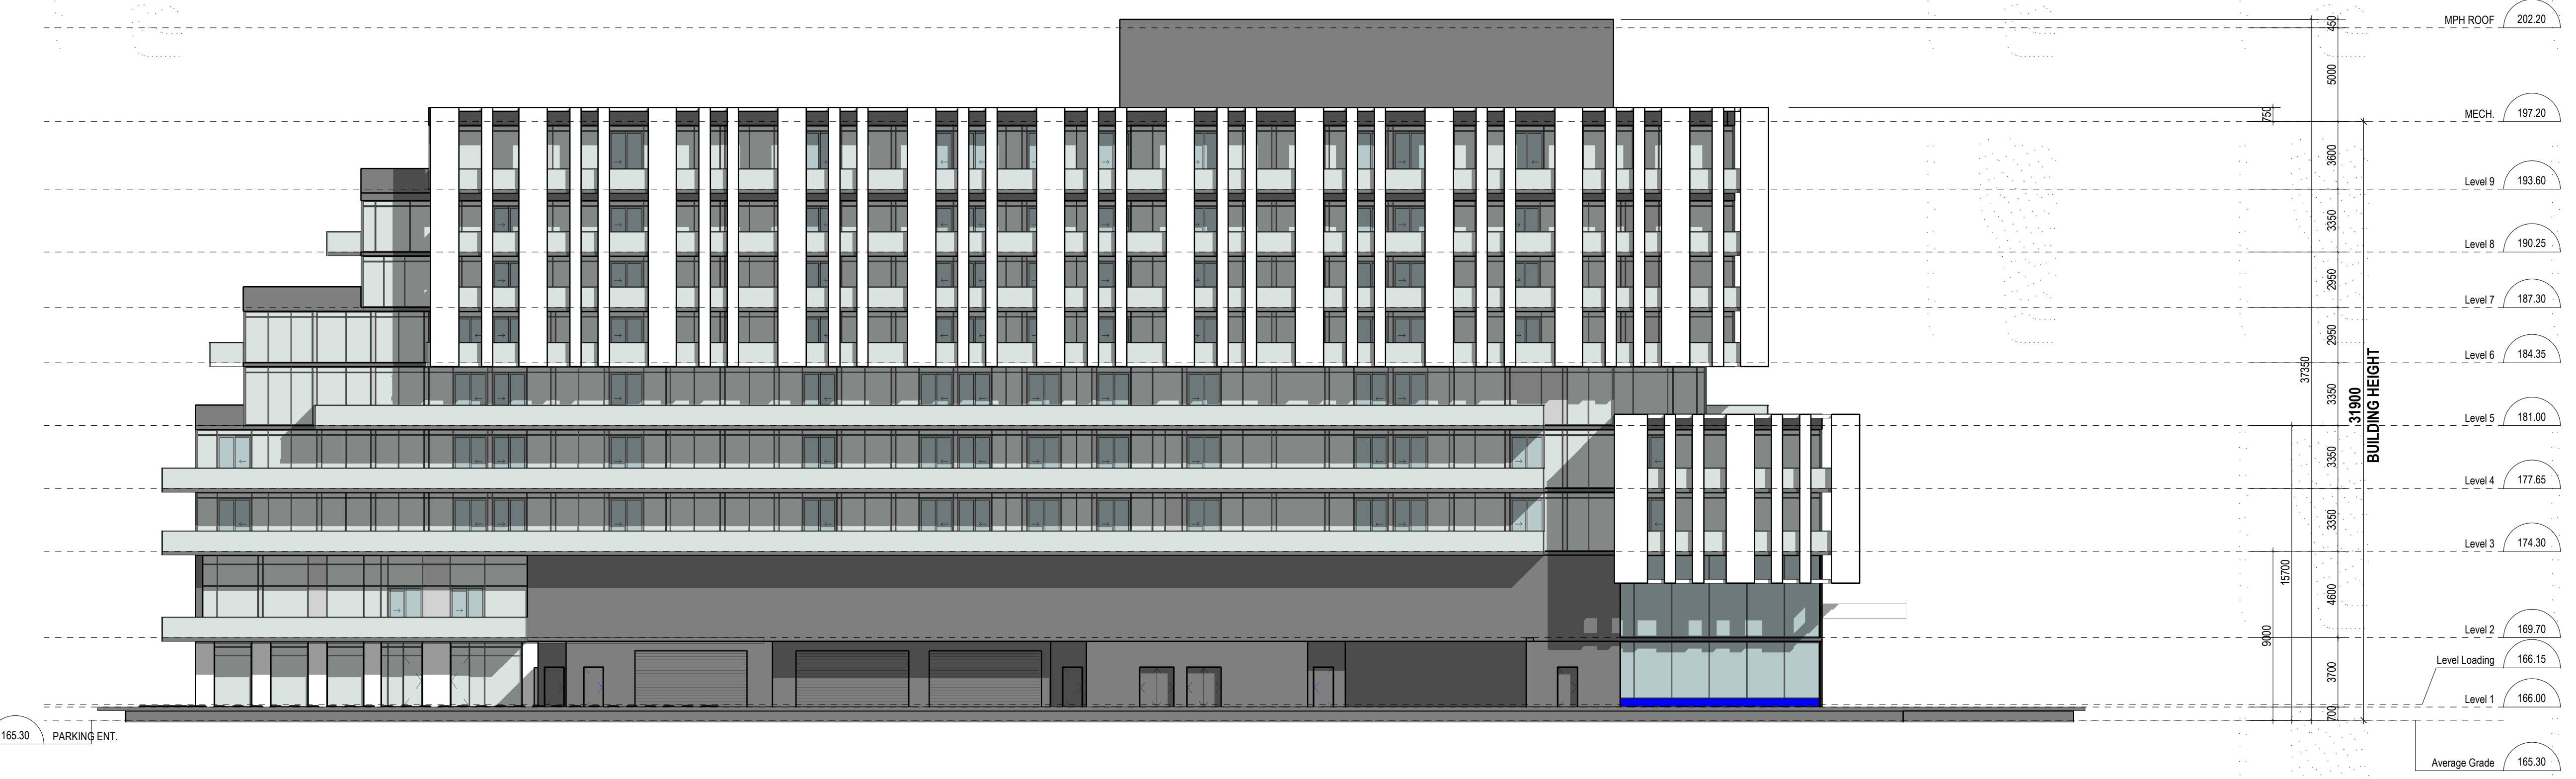 MPH ROOF 202.20
450
5000
MECH. 197.20
750
3600
Level 9 193.60
3350
Level 8 190.25
2950
Level 7 187.30
2950
Level 6 184.35
37350
3350
31900
BUILDING HEIGHT
Level 5 181.00
3350
Level 4 177.65
3350
Level 3 174.30
15700
4600
9000
Level 2 169.70
Level Loading 166.15
3700
Level 1 166.00
700
165.30 PARKING ENT.
Average Grade 165.30